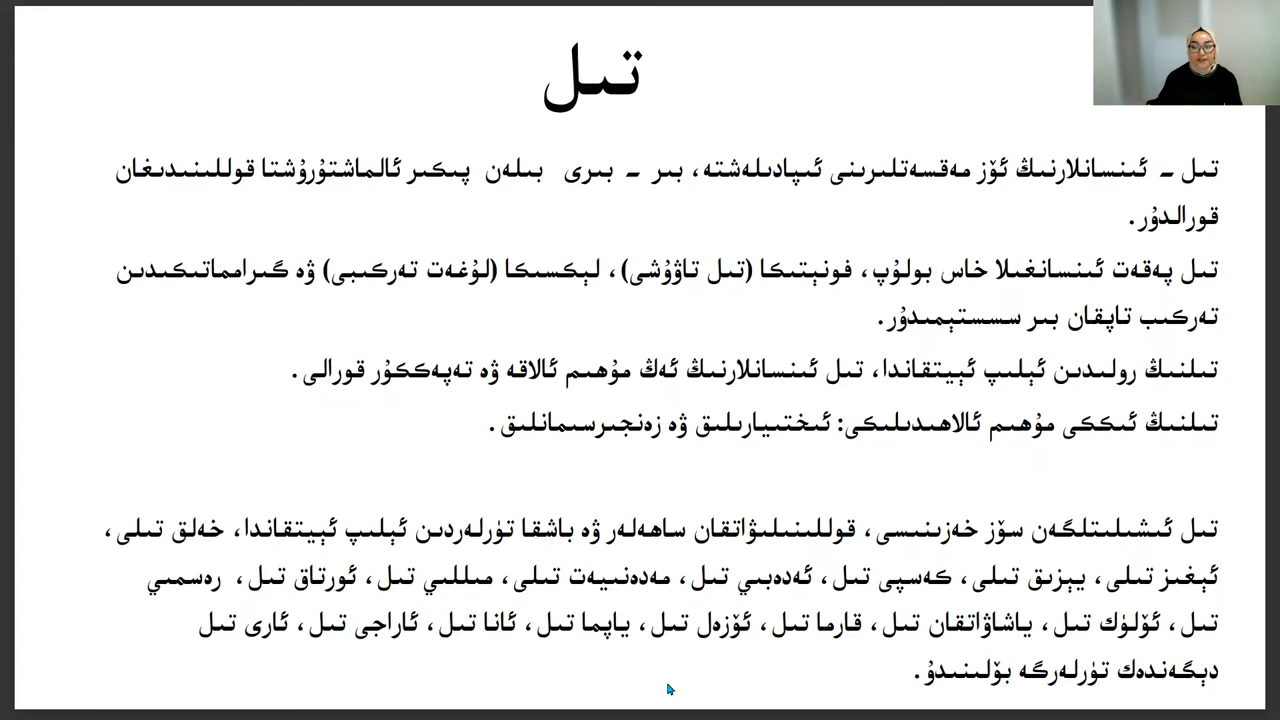 تىل
تىل - ئىنسانلارنىڭ ئۆز مەقسەتلىرىنى ئىپادىلەشتە، بىر - بىرى بىلەن پىكىر ئالماشتۇرۇشتا قوللىنىدىغان
قورالدۇر.
تىل پەقەت ئىنسانغىلا خاس بولۇپ، فونېتىكا (تىل تاۋۇشى)، لېكسىكا (لۇغەت تەركىبى) ۋە گىرامماتىكىدىن
تەركىب تاپقان بىر سىستېمىدۇر.
تىلنىڭ رولىدىن ئېلىپ ئېيتقاندا، تىل ئىنسانلارنىڭ ئەڭ مۇھىم ئالاقە ۋە تەپەككۇر قورالى.
تىلنىڭ ئىككى مۇھىم ئالاھىدىلىكى: ئىختىيارىلىق ۋە زەنجىرسىمانلىق.
تىل ئىشلىتلگەن سۆز خەزىنىسى، قوللىنىلىۋاتقان ساھەلەر ۋە باشقا تۈرلەردىن ئېلىپ ئېيتقاندا، خەلق تىلى،
ئېغىز تىلى، يېزىق تىلى، كەسپى تىل، ئەدەبىي تىل، مەدەنىيەت تىلى، مىللىي تىل، ئورتاق تىل، رەسمىي
تىل، ئۆلۈك تىل، ياشاۋاتقان تىل، قارما تىل، ئۆزەل تىل، ياپما تىل، ئانا تىل، ئاراجى تىل، ئارى تىل
دېگەندەك تۈرلەرگە بۆلىنىدۇ.